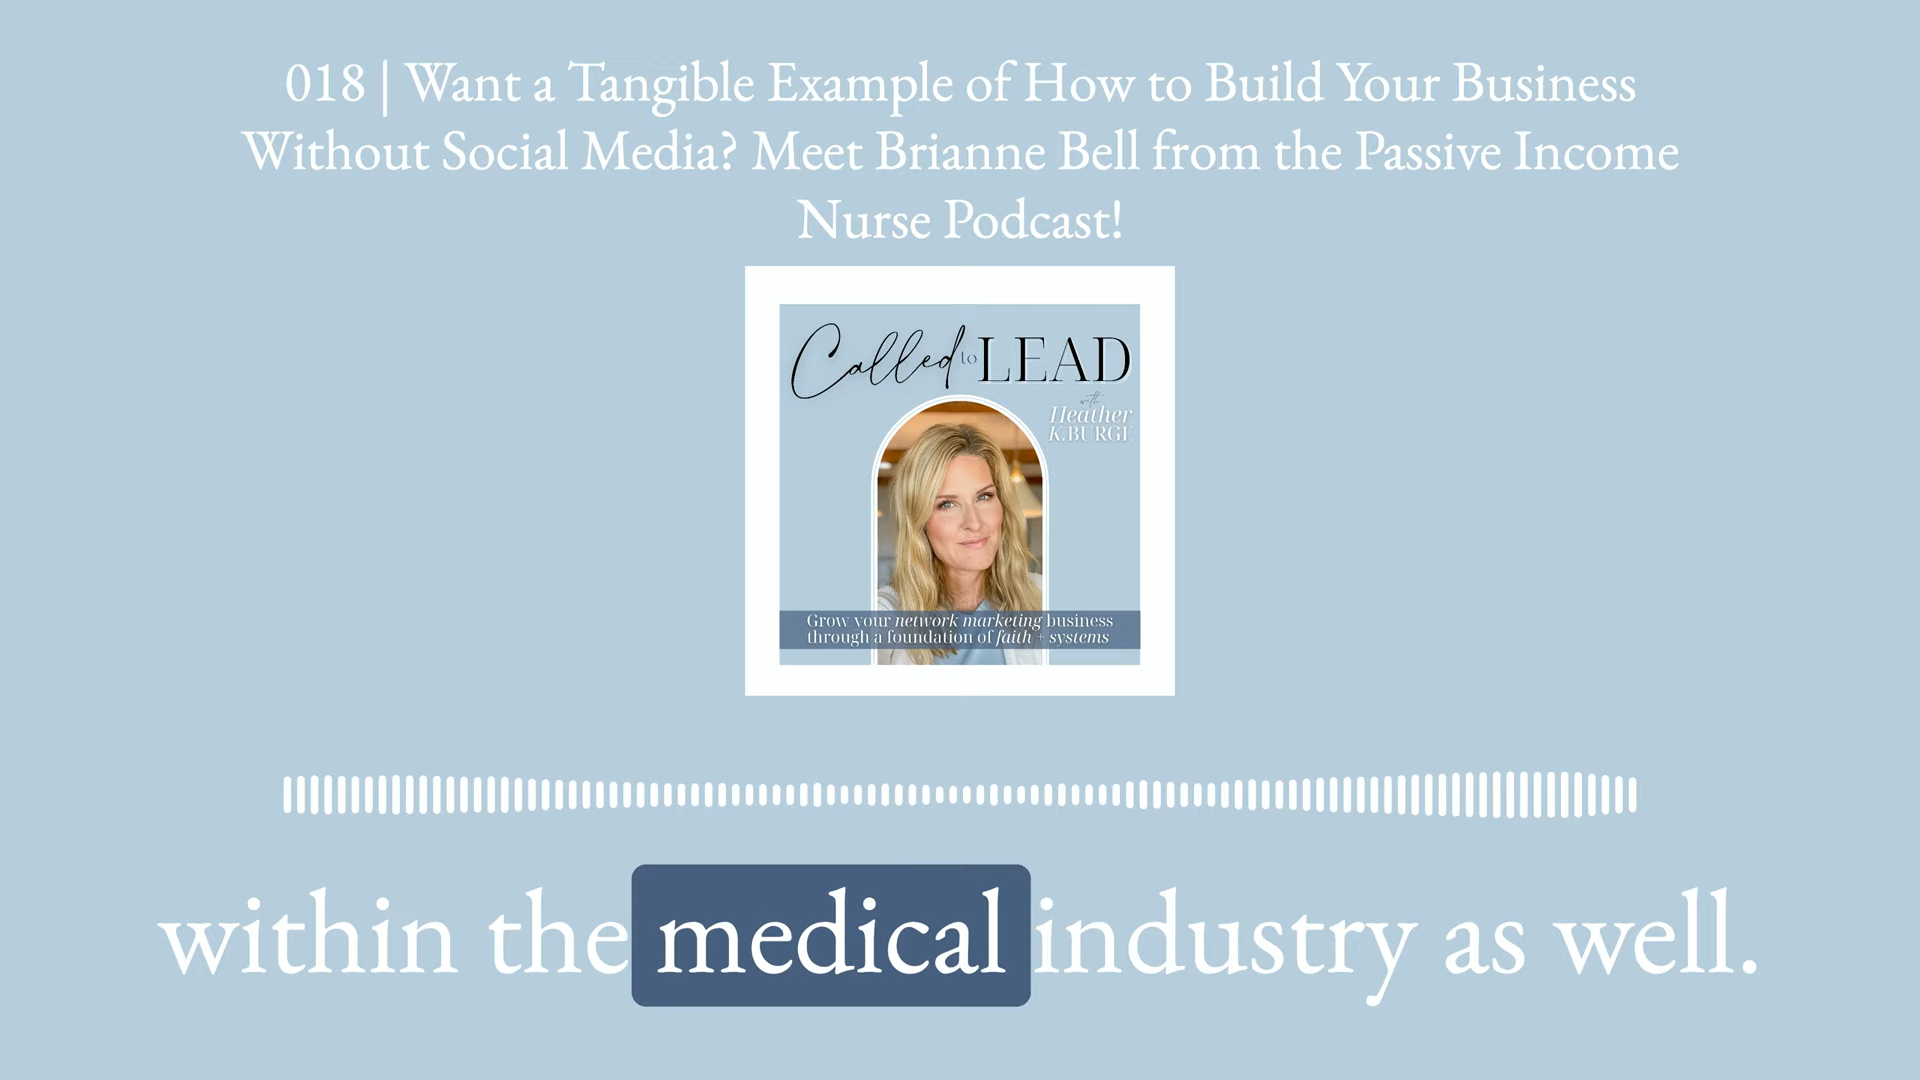 018 | Want a Tangible Example of How to Build Your Business
Without Social Media? Meet Brianne Bell from the Passive Income
Nurse Podcast!
Called to LEAD
with
Heather
K.BURGE
Grow your network marketing business
through a foundation of faith + systems
within the medical industry as well.